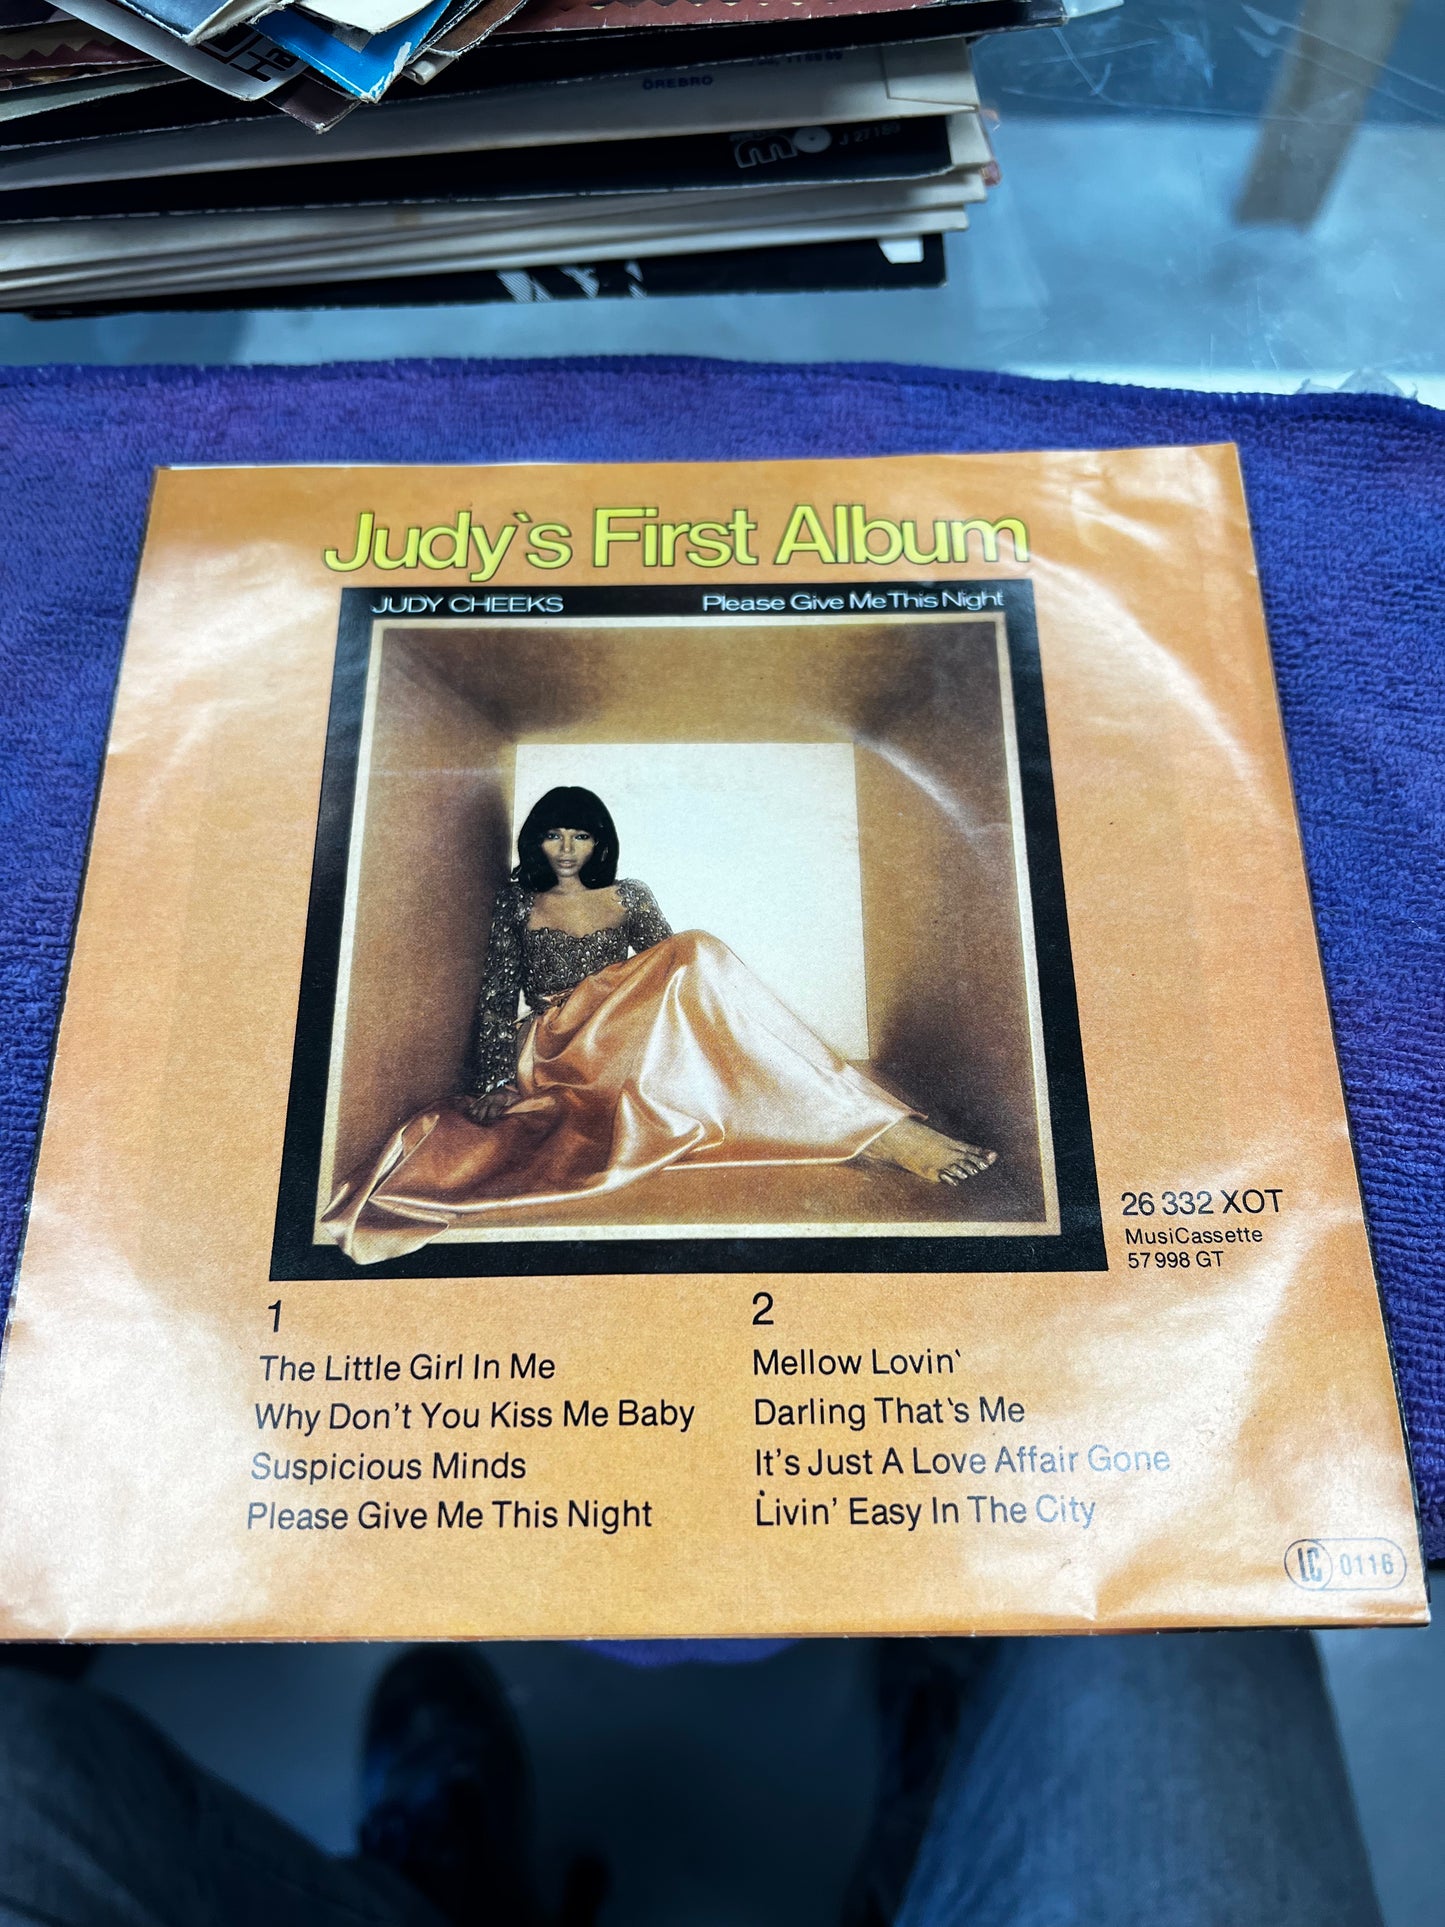 ÖREBRO
J 27189
Judy`s First Album
JUDY CHEEKS Please Give Me This Night
26 332 XOT
MusiCassette
57 998 GT
1
The Little Girl In Me
Why Don't You Kiss Me Baby
Suspicious Minds
Please Give Me This Night
2
Mellow Lovin‵
Darling That‵s Me
It's Just A Love Affair Gone
Livin' Easy In The City
LC 0116